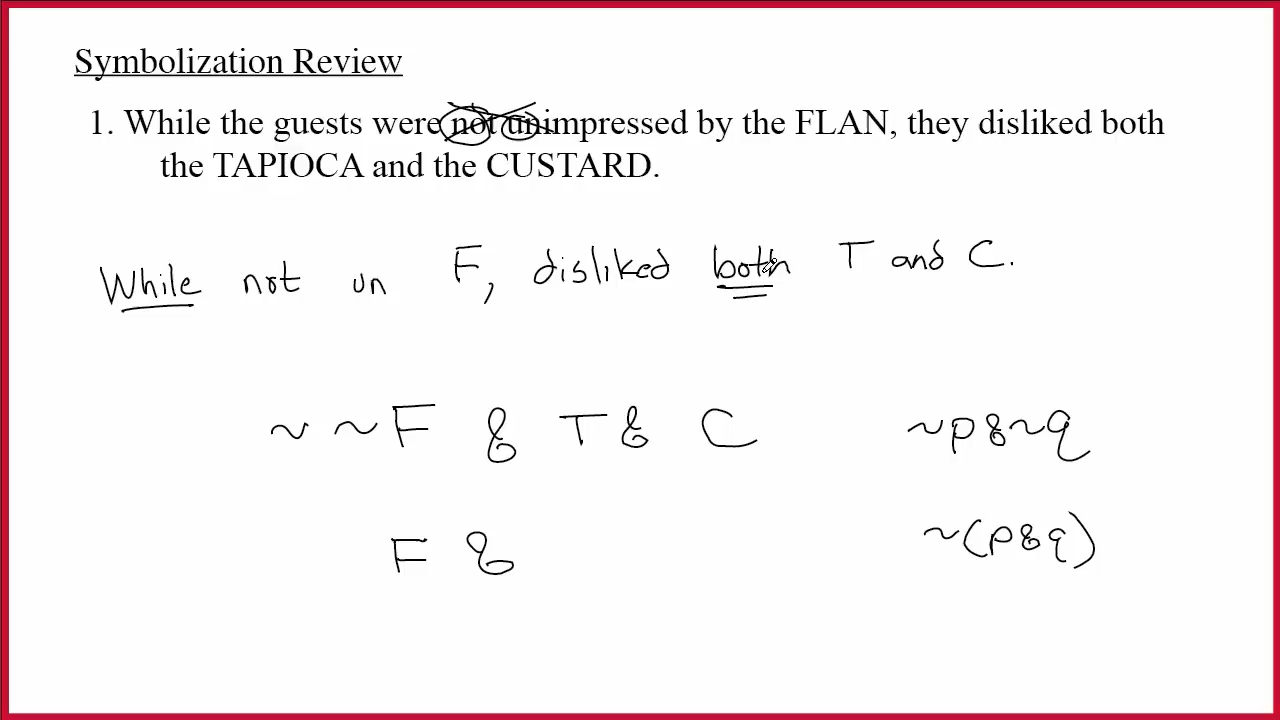 Symbolization Review
1. While the guests were not unimpressed by the FLAN, they disliked both
the TAPIOCA and the CUSTARD.
While not un F, disliked both T and C.
~ ~F & T & C ~p&~q
F & ~(p&q)